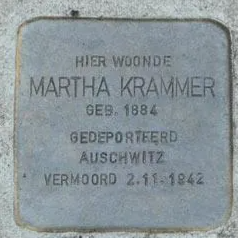 HIER WOONDE
MARTHA KRAMMER
GEB. 1884
GEDEPORTEERD
AUSCHWITZ
VERMOORD 2.11-1942